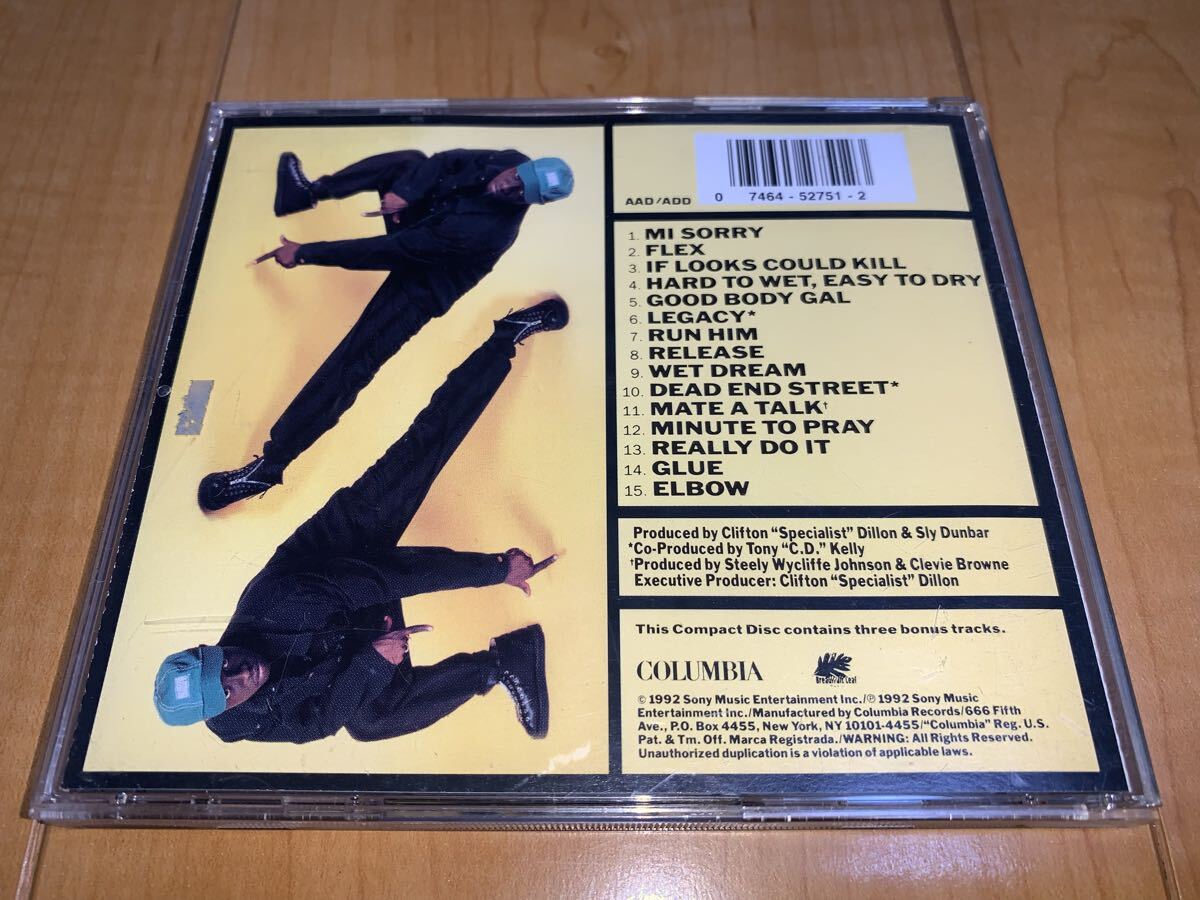 AAD/ADD
0 7464 - 52751 - 2
1. MI SORRY
2. FLEX
3. IF LOOKS COULD KILL
4. HARD TO WET, EASY TO DRY
5. GOOD BODY GAL
6. LEGACY*
7. RUN HIM
8. RELEASE
9. WET DREAM
10. DEAD END STREET*
11. MATE A TALK†
12. MINUTE TO PRAY
13. REALLY DO IT
14. GLUE
15. ELBOW
Produced by Clifton “Specialist” Dillon & Sly Dunbar
*Co-Produced by Tony “C.D.” Kelly
†Produced by Steely Wycliffe Johnson & Clevie Browne
Executive Producer: Clifton “Specialist” Dillon
This Compact Disc contains three bonus tracks.
COLUMBIA
Breadfruit Leaf
© 1992 Sony Music Entertainment Inc./℗ 1992 Sony Music
Entertainment Inc./Manufactured by Columbia Records/666 Fifth
Ave., P.O. Box 4455, New York, NY 10101-4455/“Columbia” Reg. U.S.
Pat. & Tm. Off. Marca Registrada./WARNING: All Rights Reserved.
Unauthorized duplication is a violation of applicable laws.